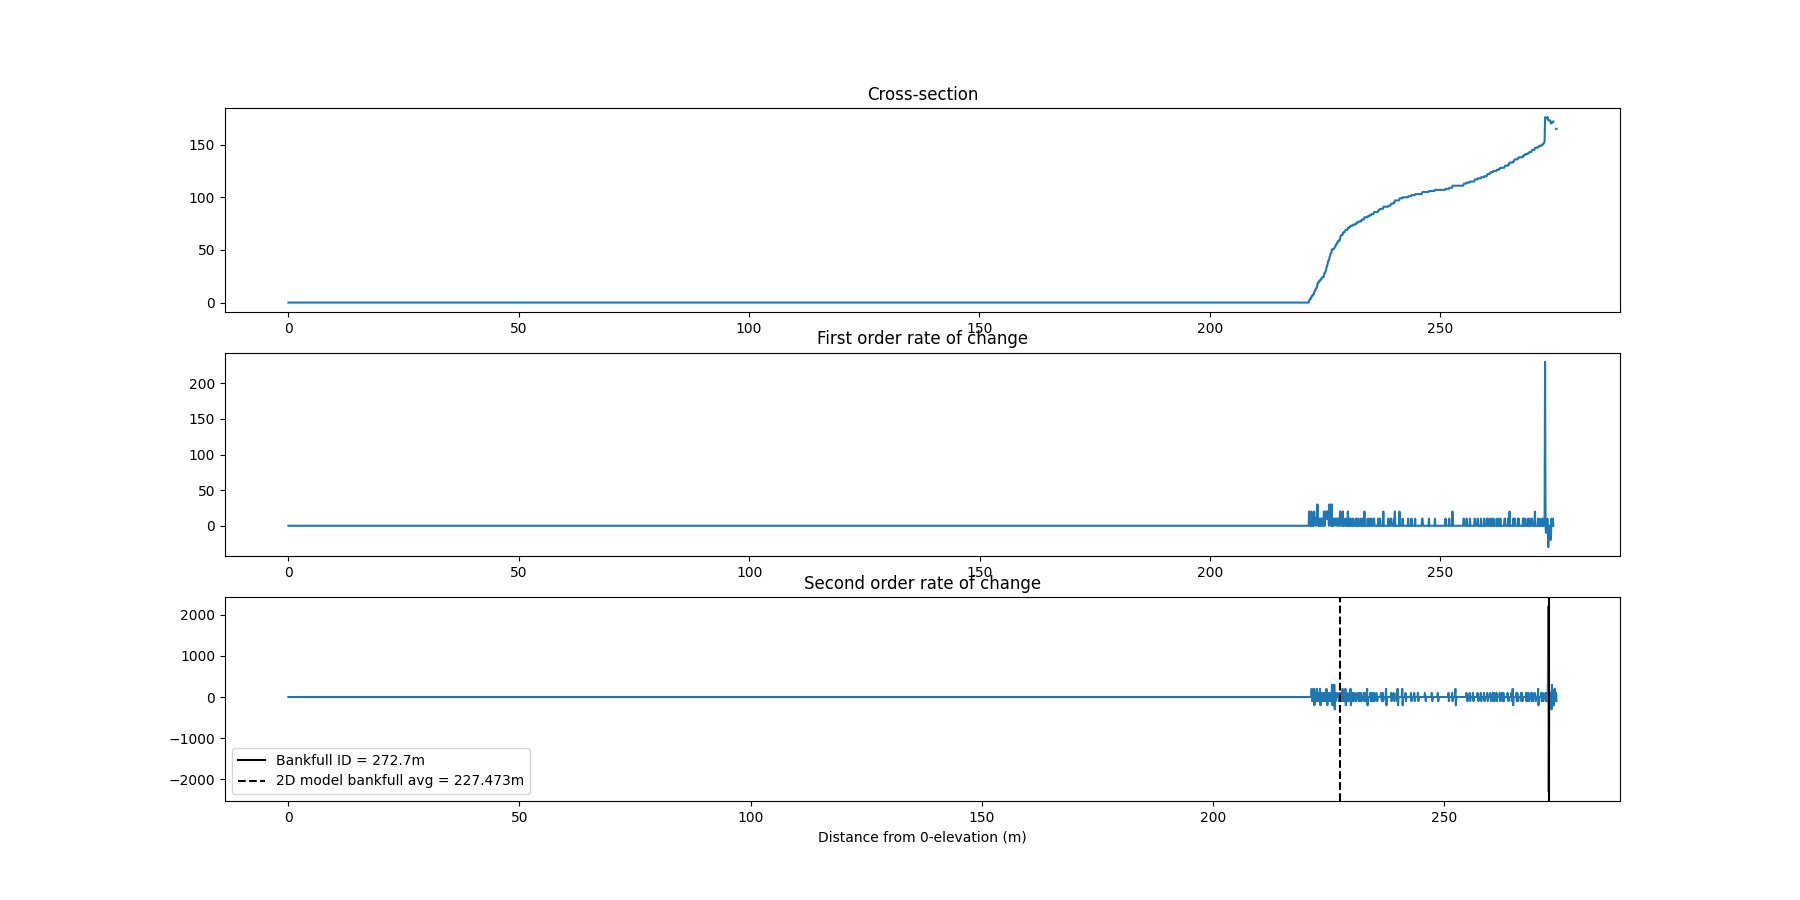 Cross-section
150
100
50
0
0 50 100 150 200 250
First order rate of change
200
150
100
50
0
0 50 100 150 200 250
Second order rate of change
2000
1000
0
−1000
−2000
Bankfull ID = 272.7m
2D model bankfull avg = 227.473m
0 50 100 150 200 250
Distance from 0-elevation (m)